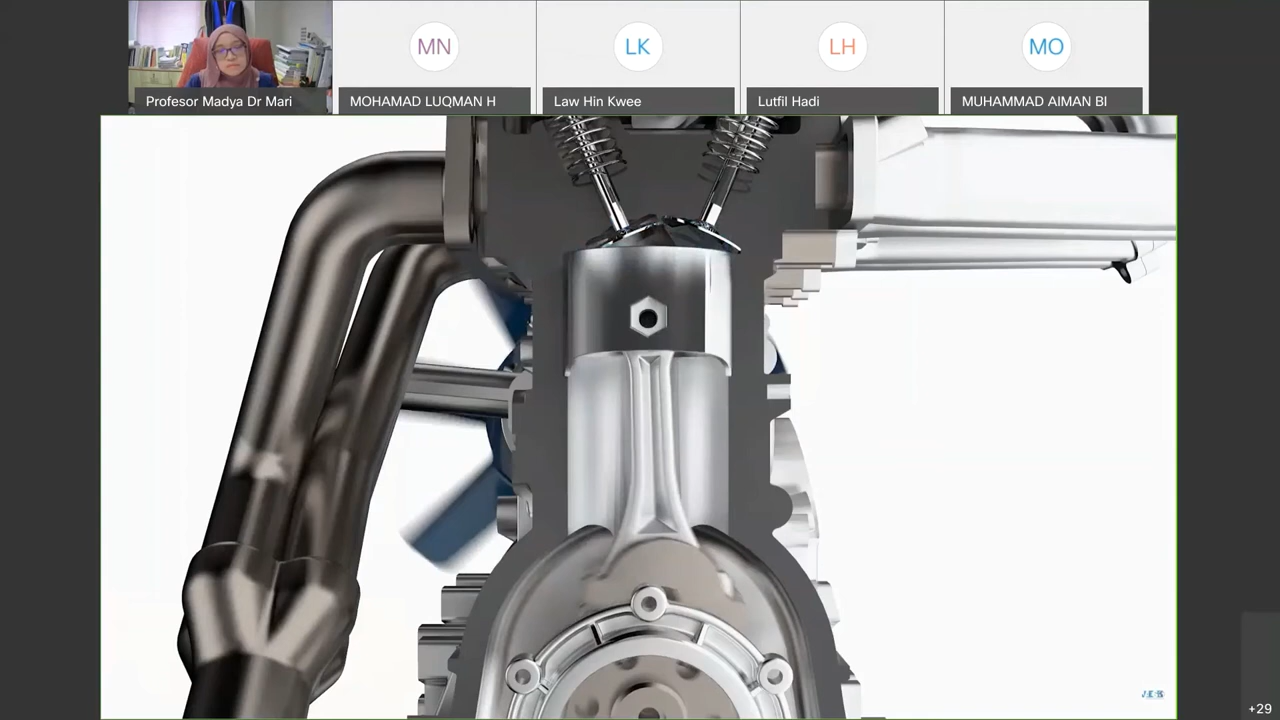 MN
LK
LH
MO
Profesor Madya Dr Mari
MOHAMAD LUQMAN H
Law Hin Kwee
Lutfil Hadi
MUHAMMAD AIMAN BI
+29